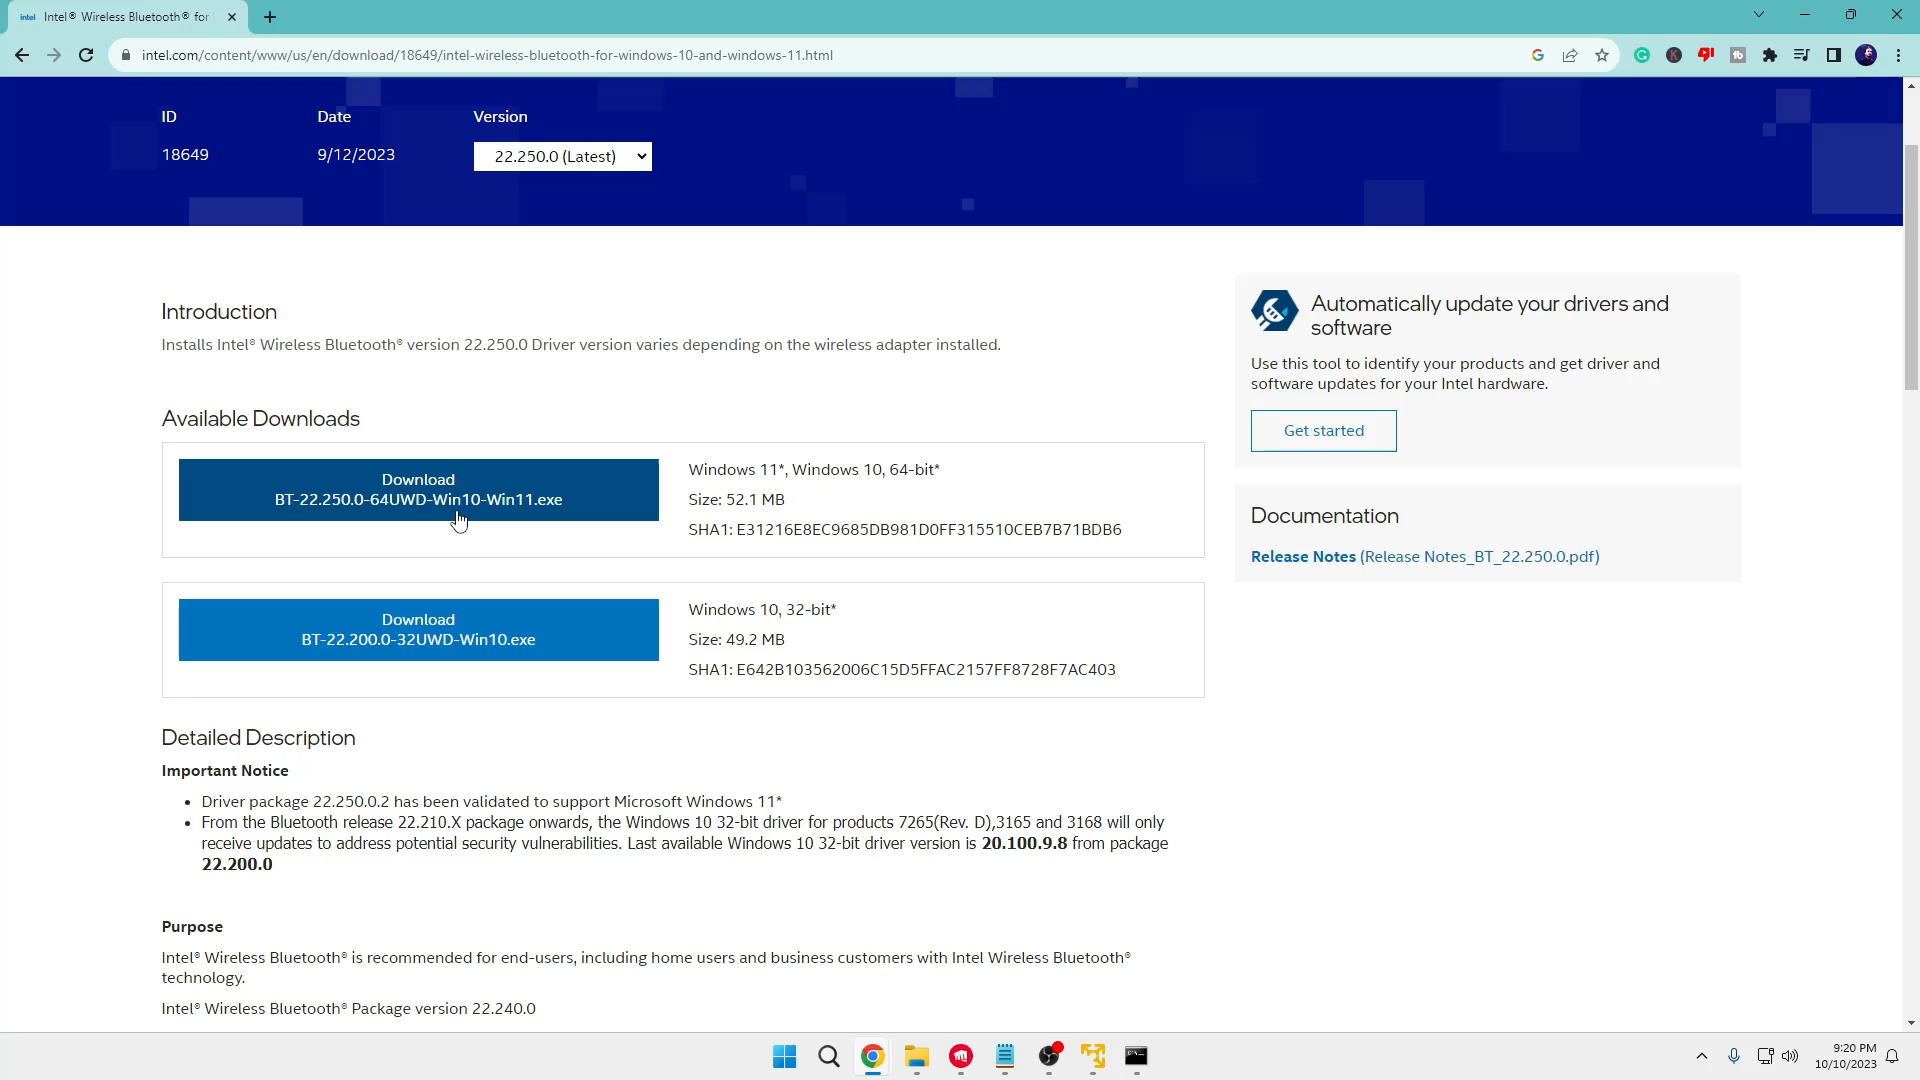 intel Intel® Wireless Bluetooth® for
intel.com/content/www/us/en/download/18649/intel-wireless-bluetooth-for-windows-10-and-windows-11.html
ID Date Version
18649 9/12/2023 22.250.0 (Latest)
Introduction
Installs Intel® Wireless Bluetooth® version 22.250.0 Driver version varies depending on the wireless adapter installed.
Available Downloads
Download
BT-22.250.0-64UWD-Win10-Win11.exe
Windows 11*, Windows 10, 64-bit*
Size: 52.1 MB
SHA1: E31216E8EC9685DB981D0FF315510CEB7B71BDB6
Download
BT-22.200.0-32UWD-Win10.exe
Windows 10, 32-bit*
Size: 49.2 MB
SHA1: E642B103562006C15D5FFAC2157FF8728F7AC403
Detailed Description
Important Notice
• Driver package 22.250.0.2 has been validated to support Microsoft Windows 11*
• From the Bluetooth release 22.210.X package onwards, the Windows 10 32-bit driver for products 7265(Rev. D),3165 and 3168 will only
receive updates to address potential security vulnerabilities. Last available Windows 10 32-bit driver version is 20.100.9.8 from package
22.200.0
Purpose
Intel® Wireless Bluetooth® is recommended for end-users, including home users and business customers with Intel Wireless Bluetooth®
technology.
Intel® Wireless Bluetooth® Package version 22.240.0
Automatically update your drivers and
software
Use this tool to identify your products and get driver and
software updates for your Intel hardware.
Get started
Documentation
Release Notes (Release Notes_BT_22.250.0.pdf)
9:20 PM
10/10/2023